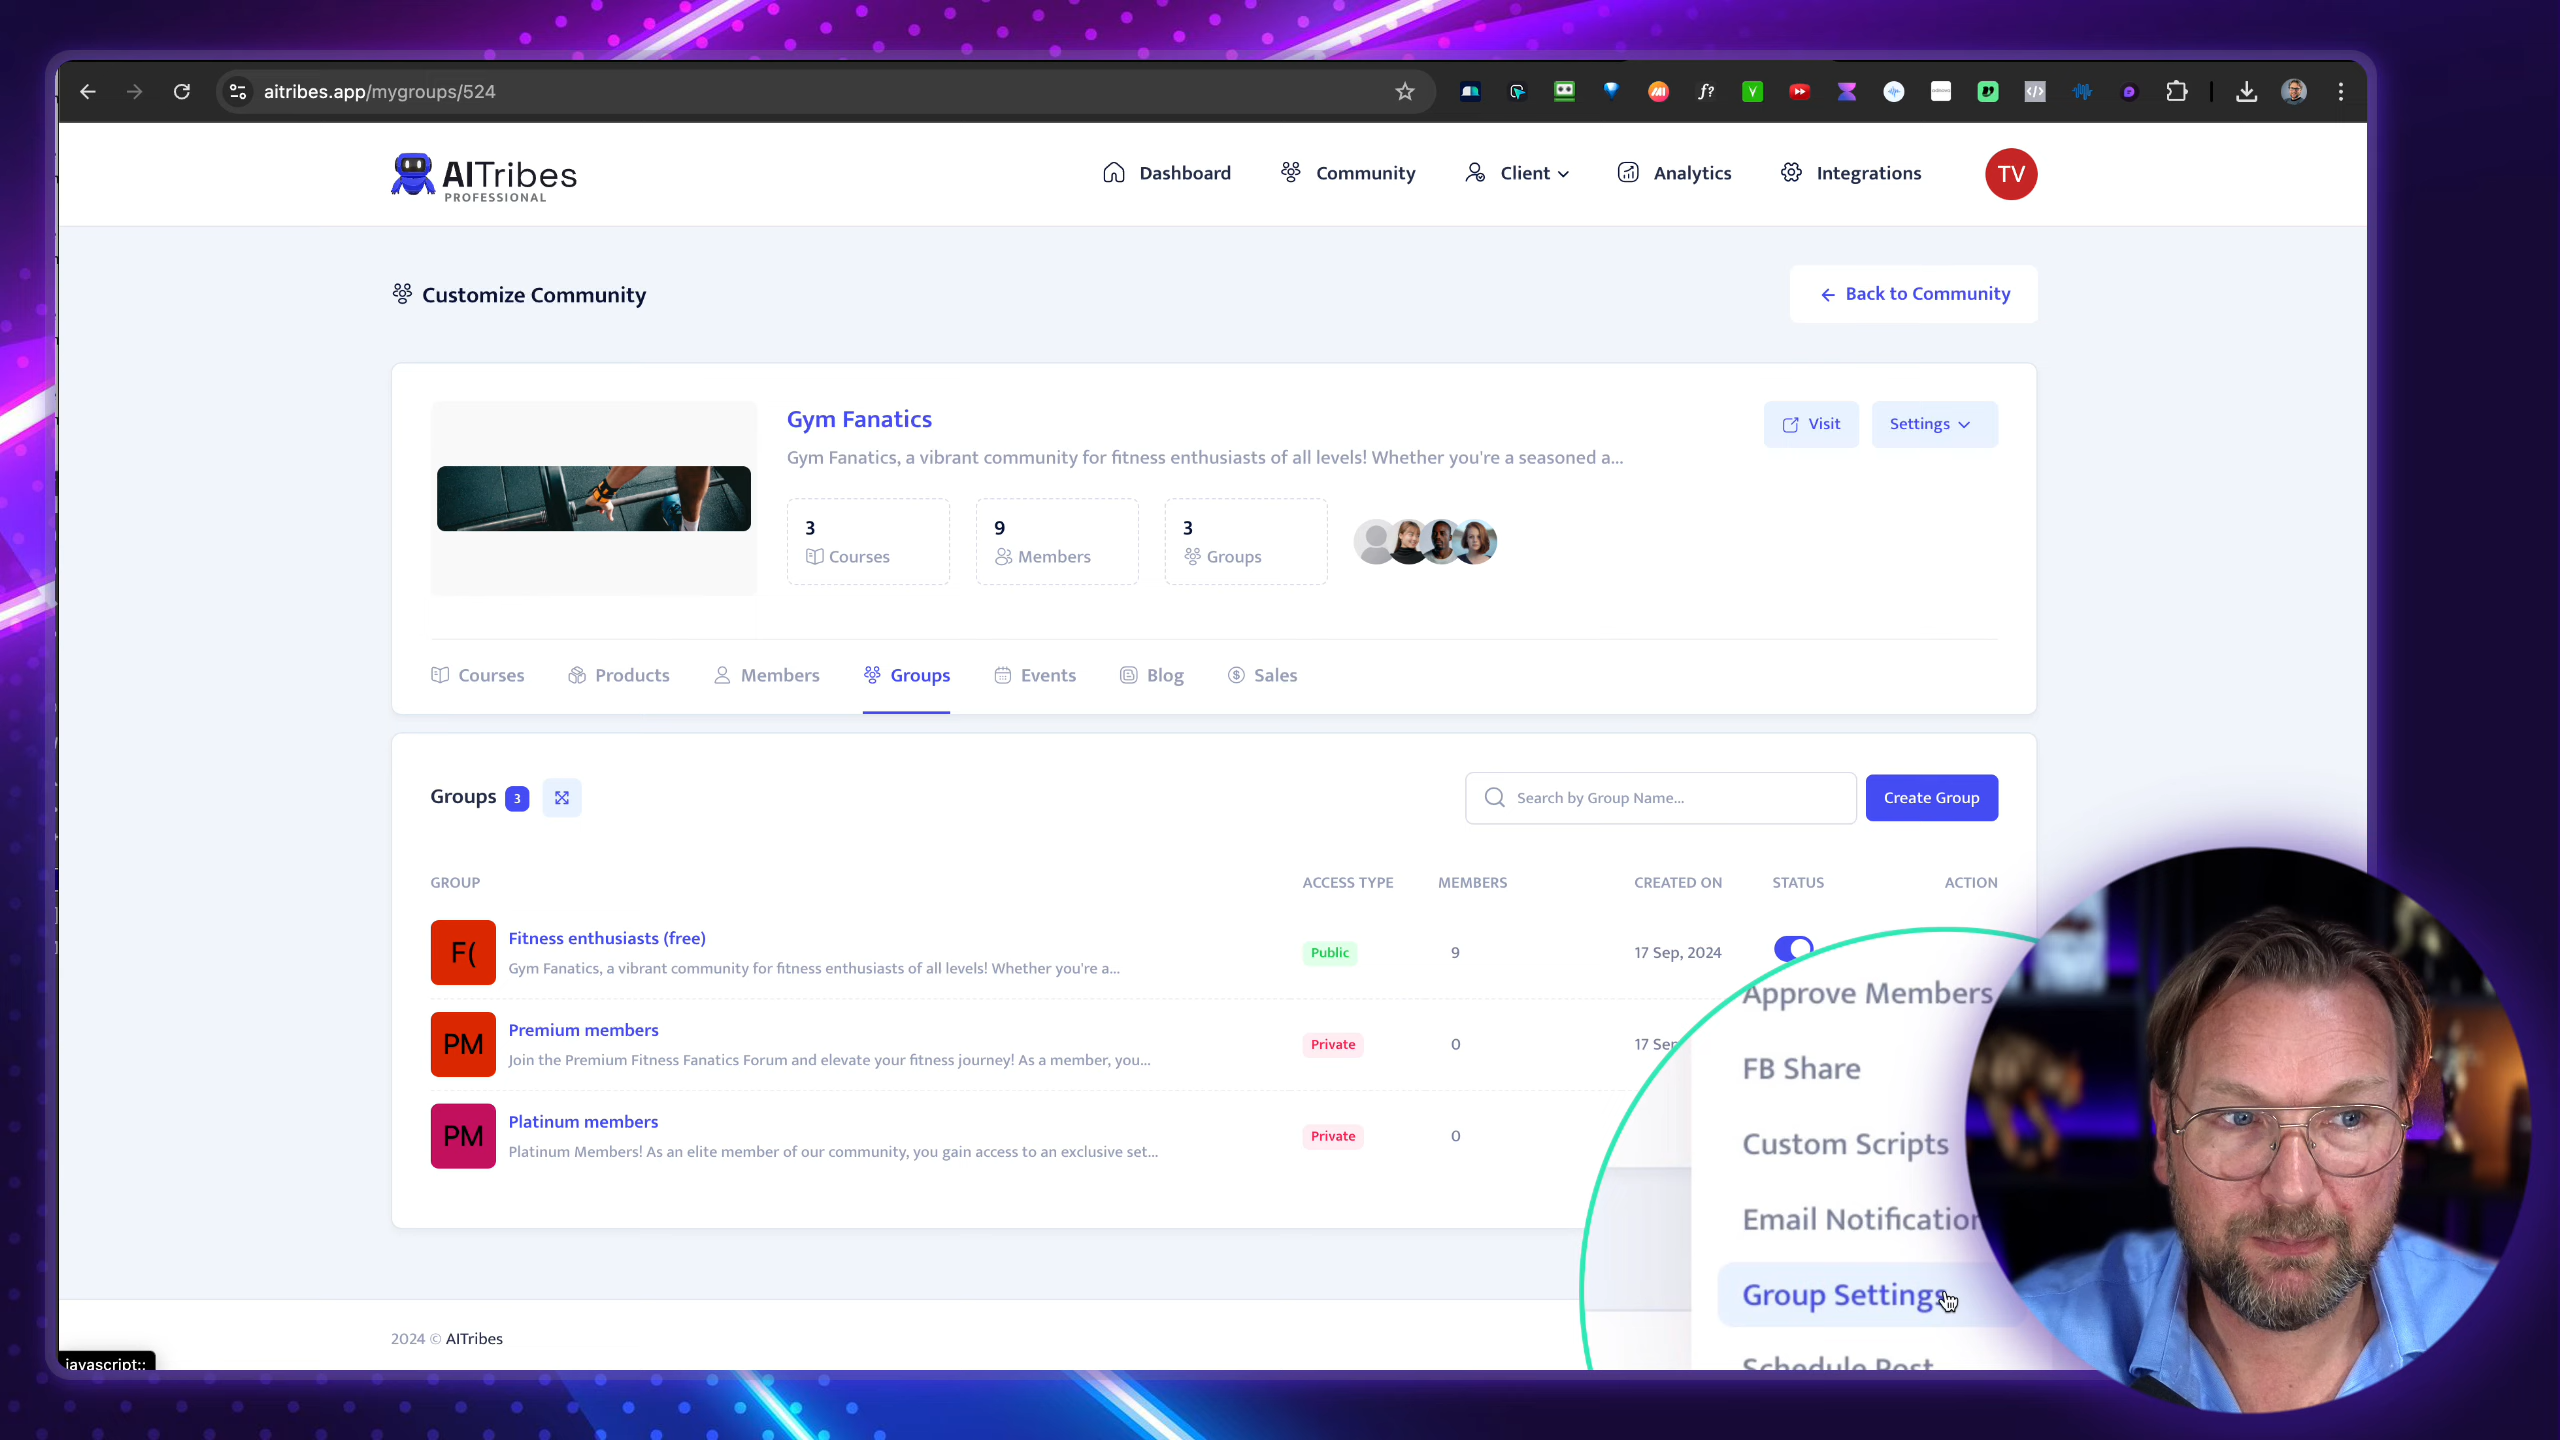 aitribes.app/mygroups/524
AITribes
PROFESSIONAL
Dashboard
Community
Client
Analytics
Integrations
TV
Customize Community
Back to Community
Gym Fanatics
Gym Fanatics, a vibrant community for fitness enthusiasts of all levels! Whether you're a seasoned a...
Visit
Settings
3
Courses
9
Members
3
Groups
Courses
Products
Members
Groups
Events
Blog
Sales
Groups 3
Search by Group Name...
Create Group
GROUP
ACCESS TYPE
MEMBERS
CREATED ON
STATUS
ACTION
F(
Fitness enthusiasts (free)
Gym Fanatics, a vibrant community for fitness enthusiasts of all levels! Whether you're a...
Public
9
17 Sep, 2024
PM
Premium members
Join the Premium Fitness Fanatics Forum and elevate your fitness journey! As a member, you...
Private
0
17 Sep
PM
Platinum members
Platinum Members! As an elite member of our community, you gain access to an exclusive set...
Private
0
Approve Members
FB Share
Custom Scripts
Email Notification
Group Settings
Schedule Post
2024 © AITribes
javascript:;